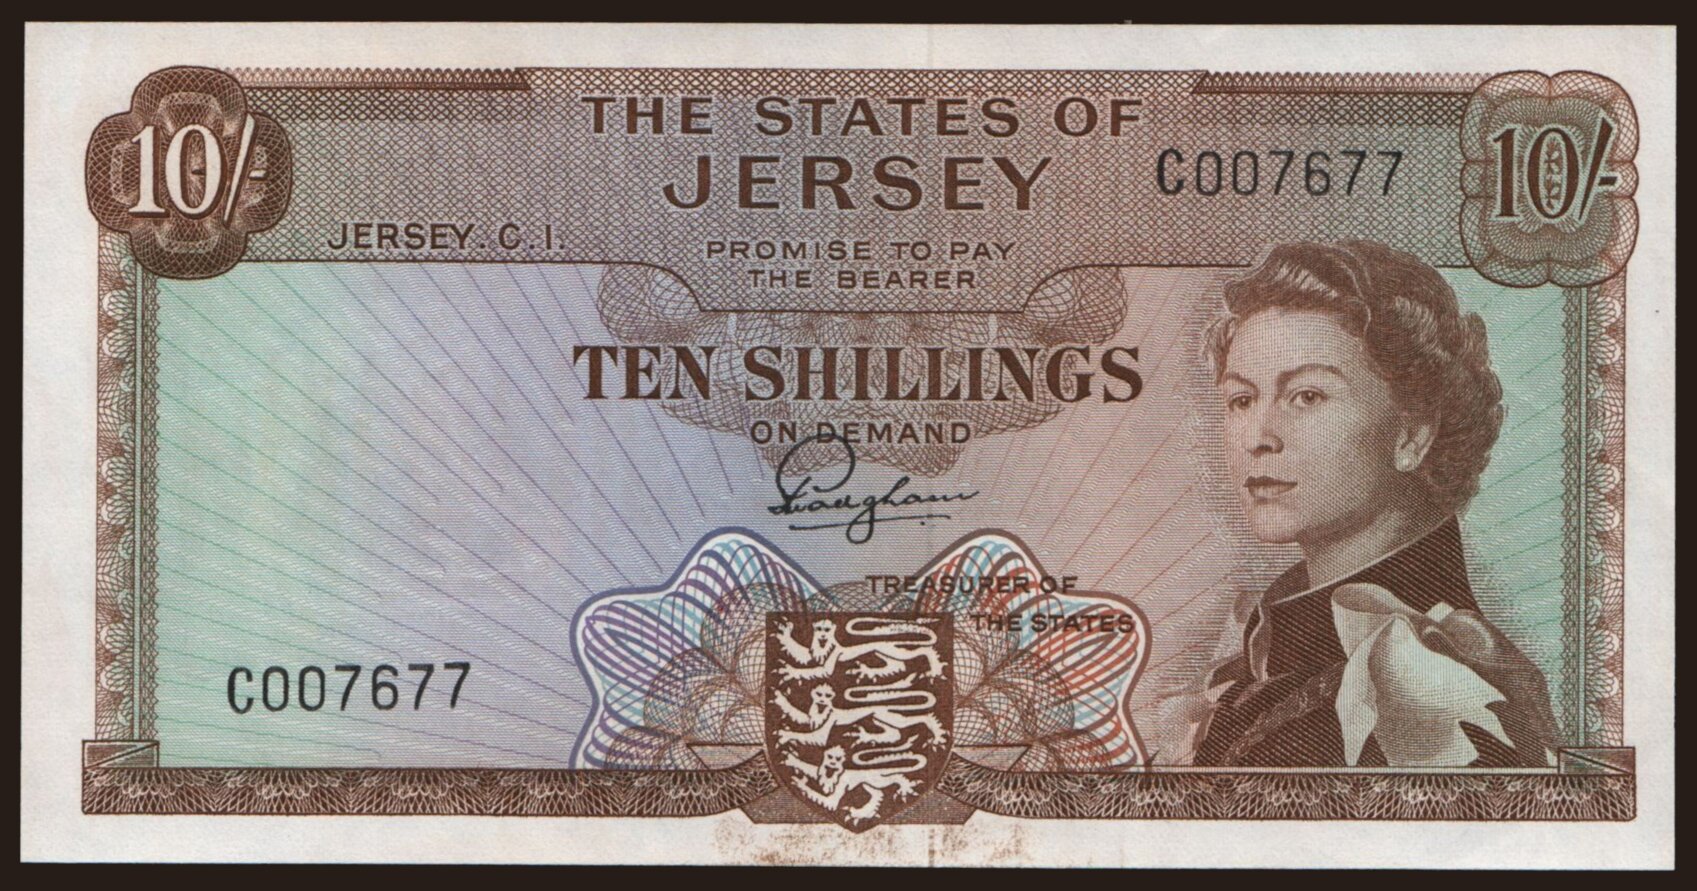 10/-
THE STATES OF
JERSEY
C007677
10/-
JERSEY. C.I.
PROMISE TO PAY
THE BEARER
TEN SHILLINGS
ON DEMAND
Padgham
TREASURER OF
THE STATES
C007677